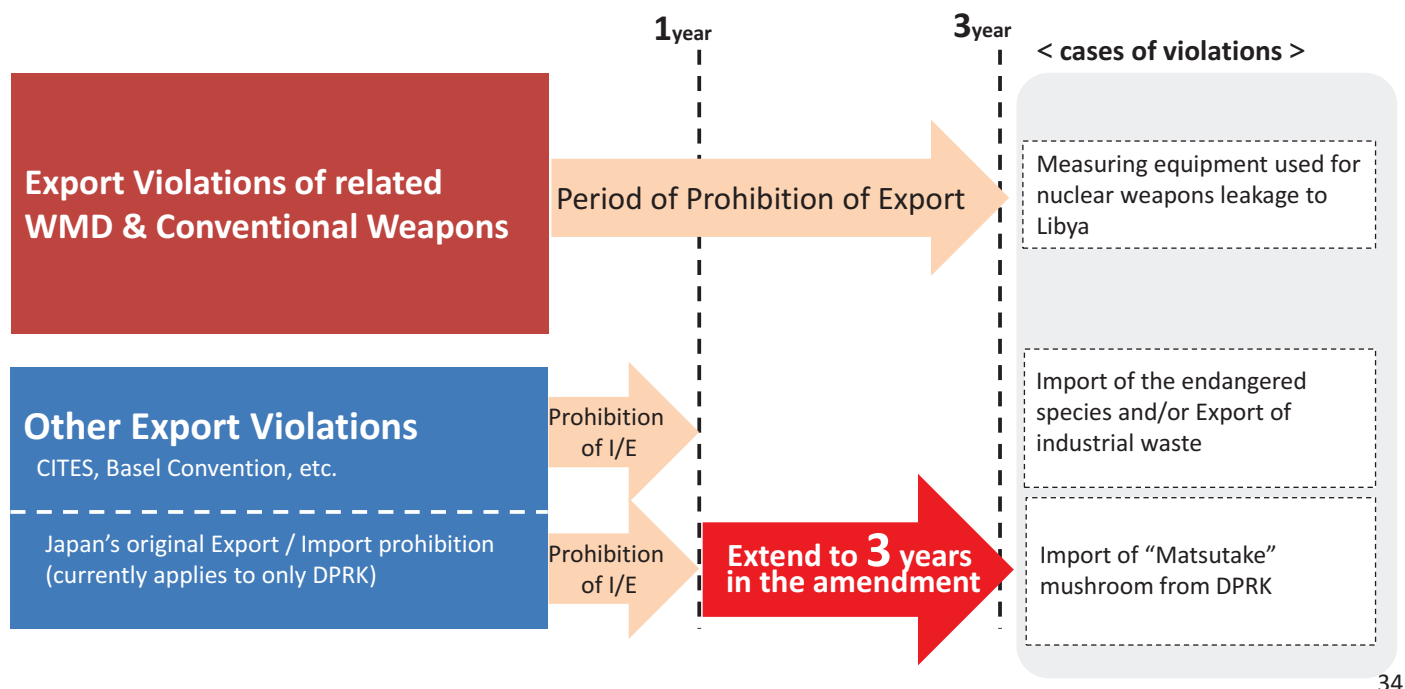 1year
3year
< cases of violations >
Export Violations of related
WMD & Conventional Weapons
Period of Prohibition of Export
Measuring equipment used for
nuclear weapons leakage to
Libya
Other Export Violations
CITES, Basel Convention, etc.
Prohibition
of I/E
Import of the endangered
species and/or Export of
industrial waste
Japan’s original Export / Import prohibition
(currently applies to only DPRK)
Prohibition
of I/E
Extend to 3 years
in the amendment
Import of “Matsutake”
mushroom from DPRK
34